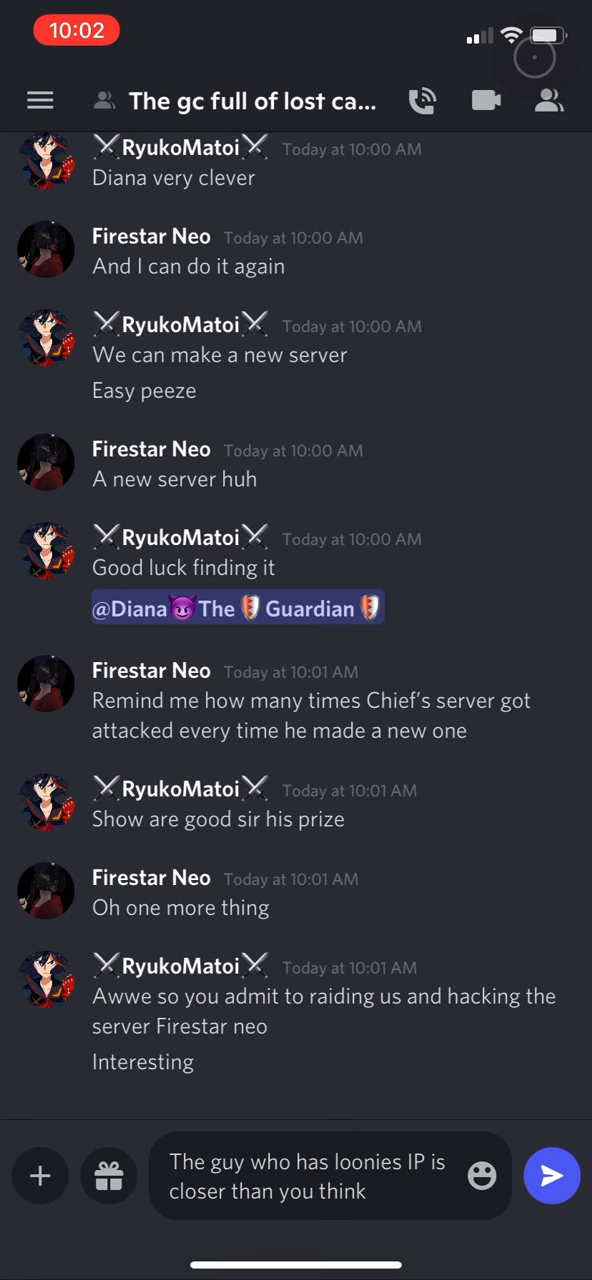 10:02
The gc full of lost ca...
⚔RyukoMatoi⚔ Today at 10:00 AM
Diana very clever
Firestar Neo Today at 10:00 AM
And I can do it again
⚔RyukoMatoi⚔ Today at 10:00 AM
We can make a new server
Easy peeze
Firestar Neo Today at 10:00 AM
A new server huh
⚔RyukoMatoi⚔ Today at 10:00 AM
Good luck finding it
@Diana😈The🛡Guardian🛡
Firestar Neo Today at 10:01 AM
Remind me how many times Chief’s server got
attacked every time he made a new one
⚔RyukoMatoi⚔ Today at 10:01 AM
Show are good sir his prize
Firestar Neo Today at 10:01 AM
Oh one more thing
⚔RyukoMatoi⚔ Today at 10:01 AM
Awwe so you admit to raiding us and hacking the
server Firestar neo
Interesting
The guy who has loonies IP is
closer than you think